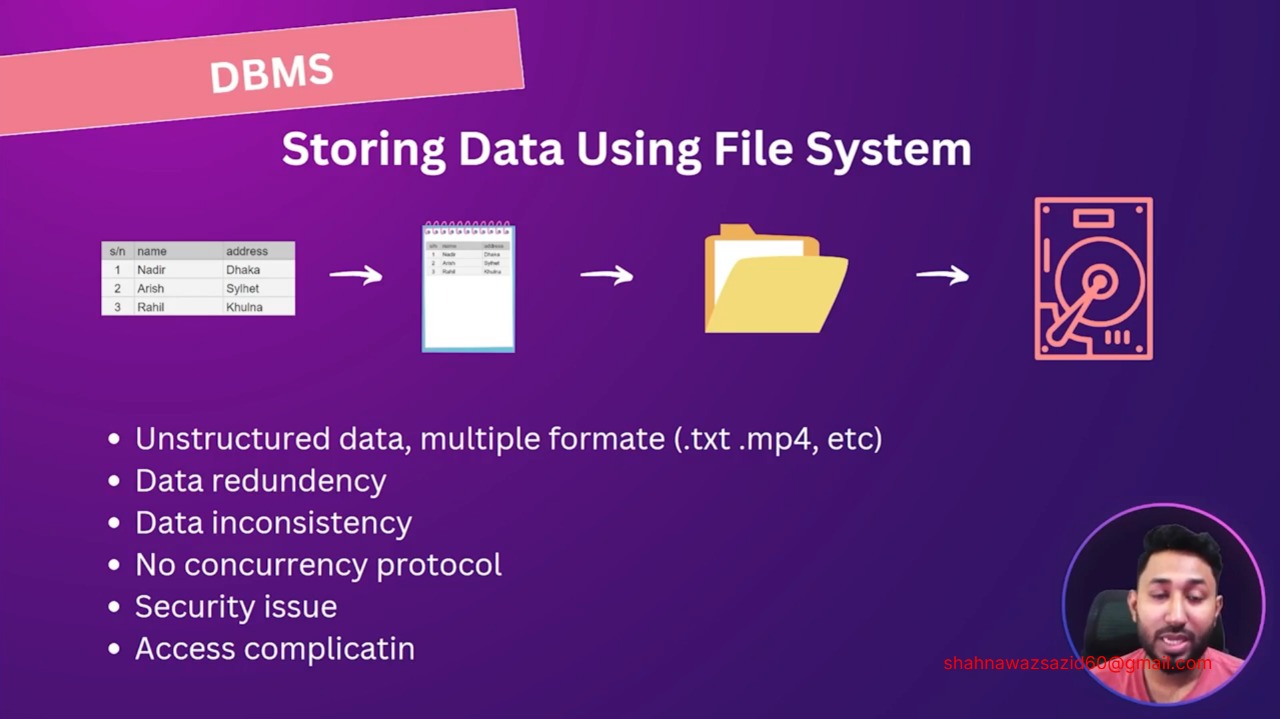 DBMS
Storing Data Using File System
s/n name address
1 Nadir Dhaka
2 Arish Sylhet
3 Rahil Khulna
s/n name address
1 Nadir Dhaka
2 Arish Sylhet
3 Rahil Khulna
• Unstructured data, multiple formate (.txt .mp4, etc)
• Data redundency
• Data inconsistency
• No concurrency protocol
• Security issue
• Access complicatin
shahnawazsazid60@gmail.com